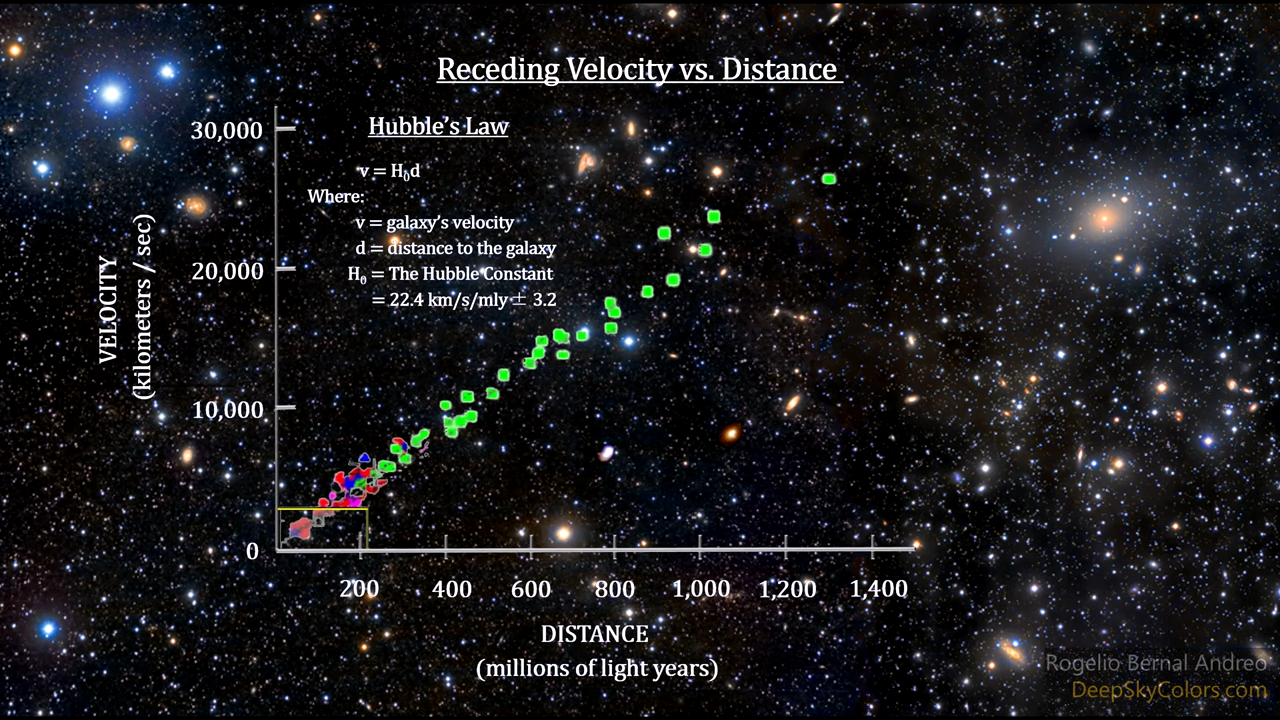 Receding Velocity vs. Distance
Hubble's Law
v = H₀d
Where:
v = galaxy's velocity
d = distance to the galaxy
H₀ = The Hubble Constant
= 22.4 km/s/mly ± 3.2
30,000
20,000
10,000
0
VELOCITY
(kilometers / sec)
200 400 600 800 1,000 1,200 1,400
DISTANCE
(millions of light years)
Rogelio Bernal Andreo
DeepSkyColors.com